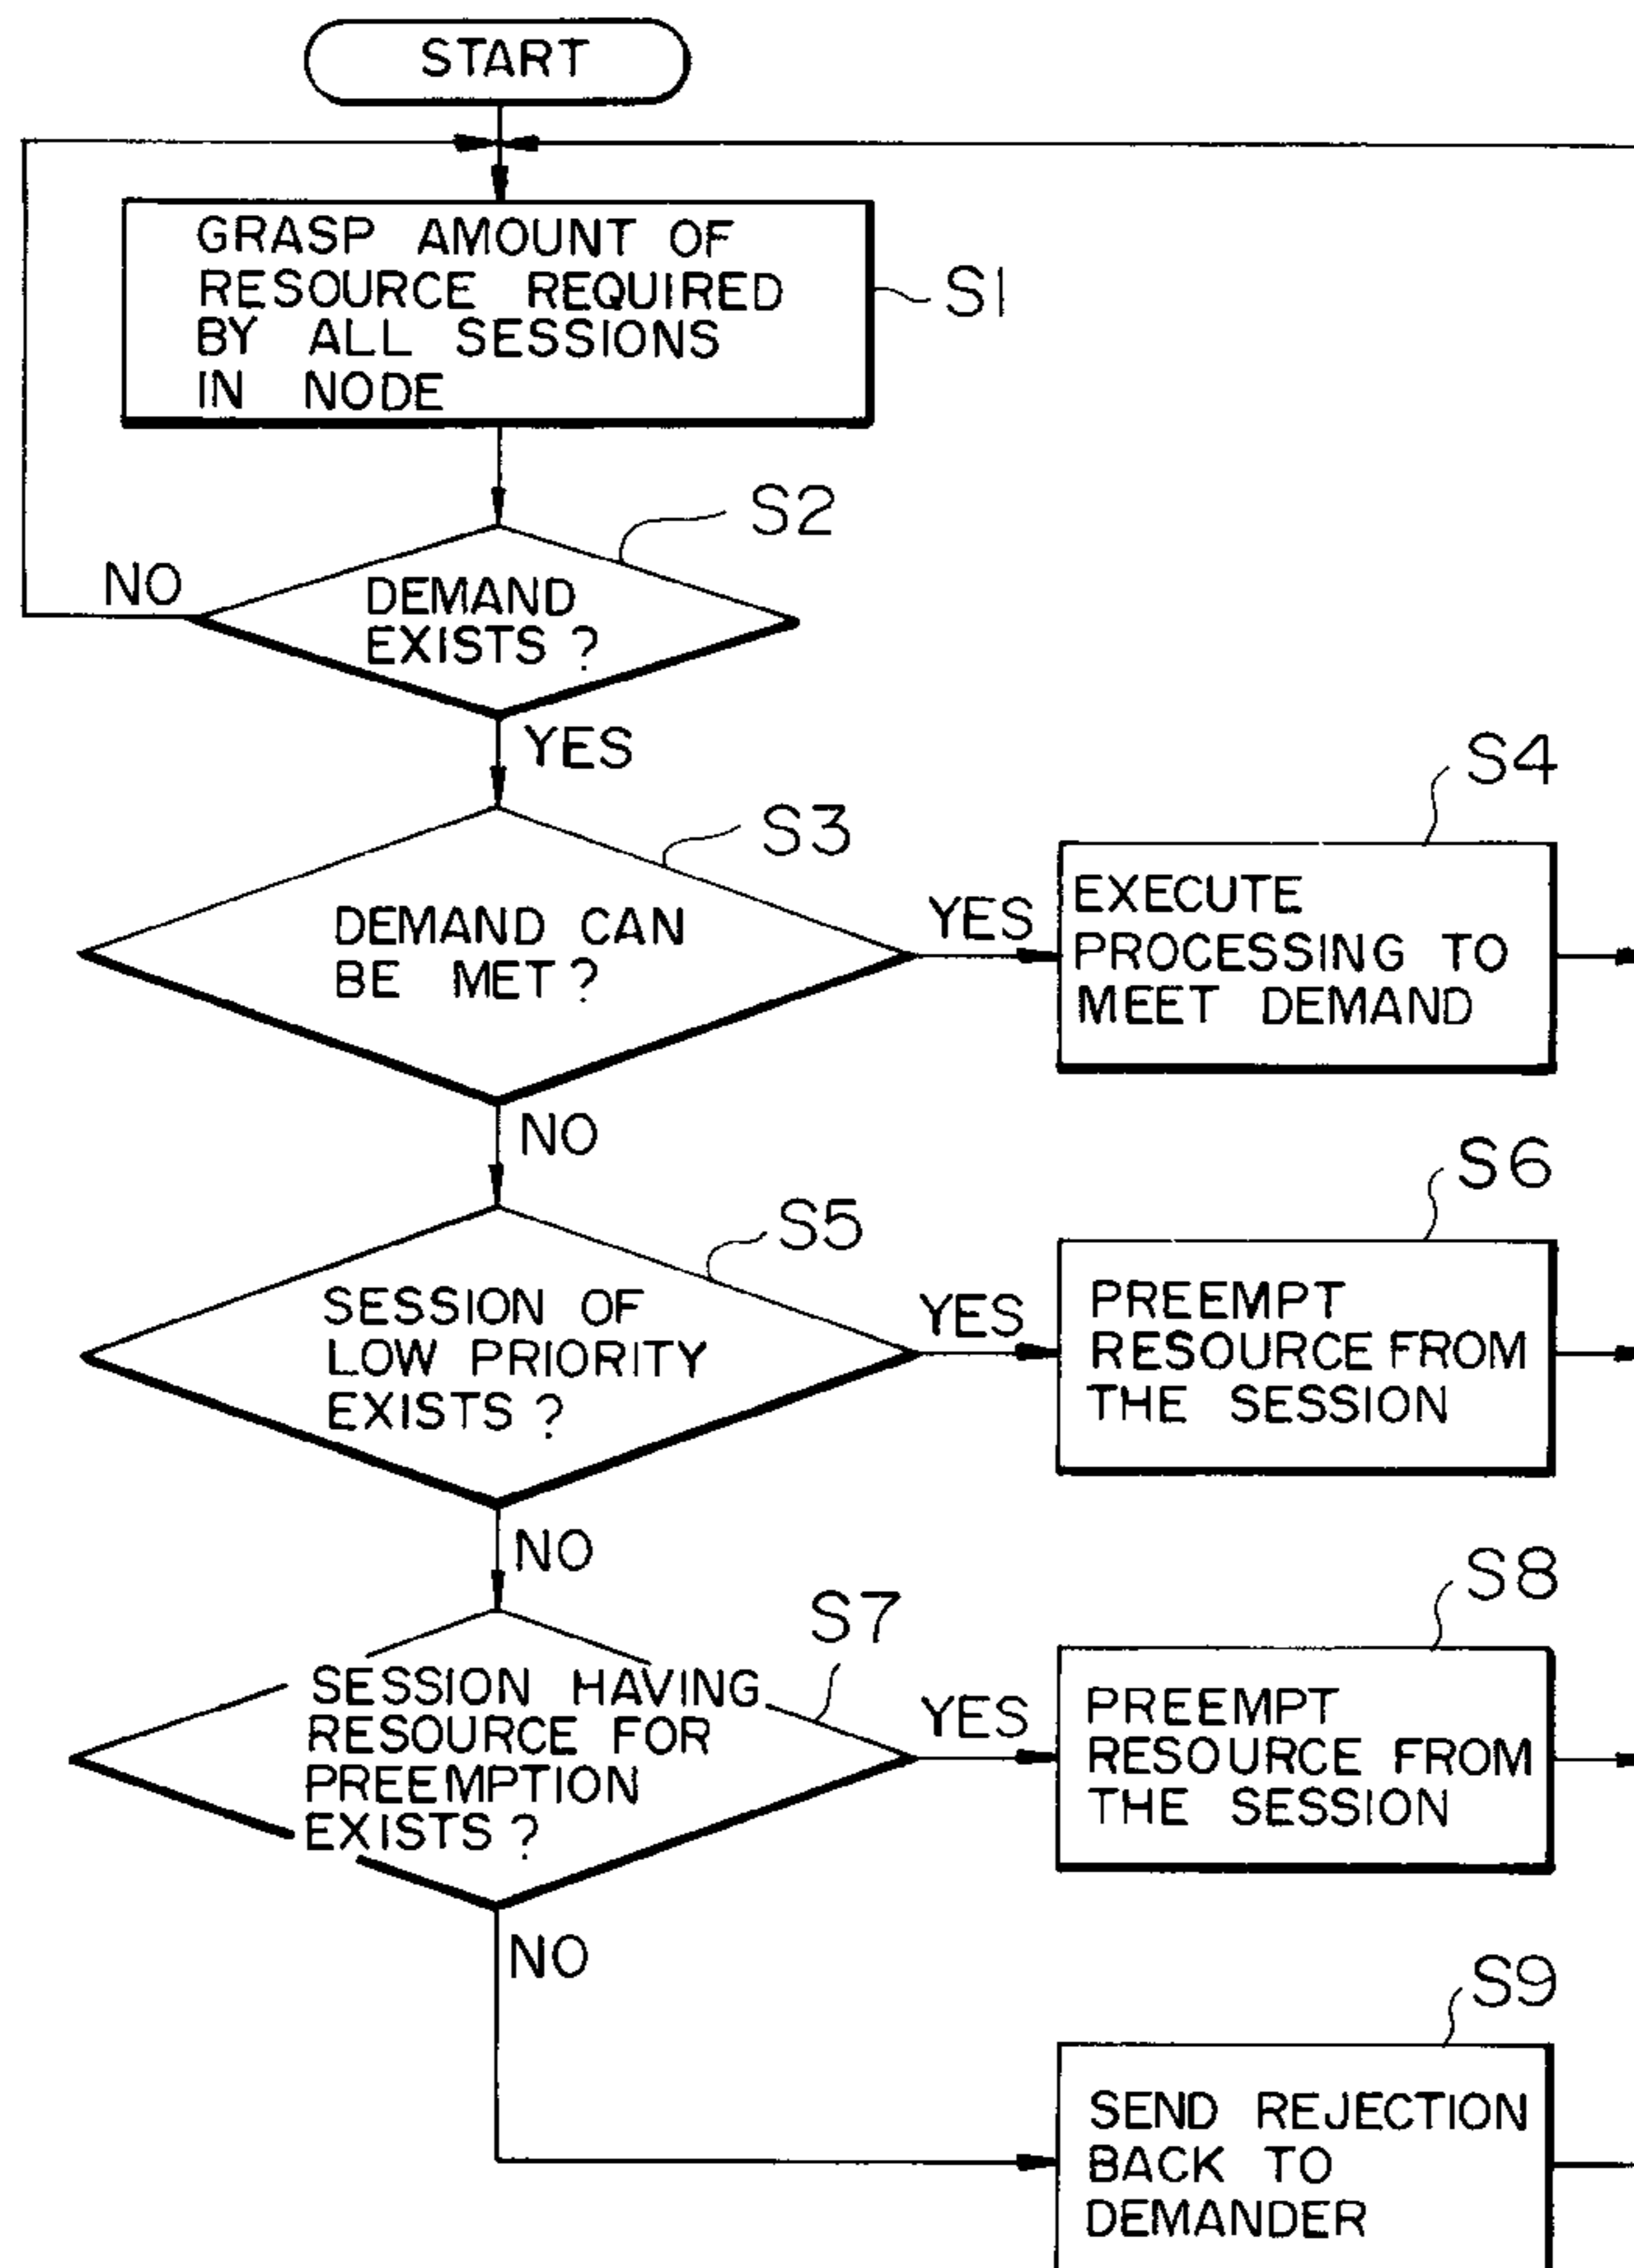 START
GRASP AMOUNT OF
RESOURCE REQUIRED
BY ALL SESSIONS
IN NODE
S1
S2
NO
DEMAND
EXISTS?
YES
S3
DEMAND CAN
BE MET?
YES
S4
EXECUTE
PROCESSING TO
MEET DEMAND
NO
S5
SESSION OF
LOW PRIORITY
EXISTS?
YES
S6
PREEMPT
RESOURCE FROM
THE SESSION
NO
S7
SESSION HAVING
RESOURCE FOR
PREEMPTION
EXISTS?
YES
S8
PREEMPT
RESOURCE FROM
THE SESSION
NO
S9
SEND REJECTION
BACK TO
DEMANDER